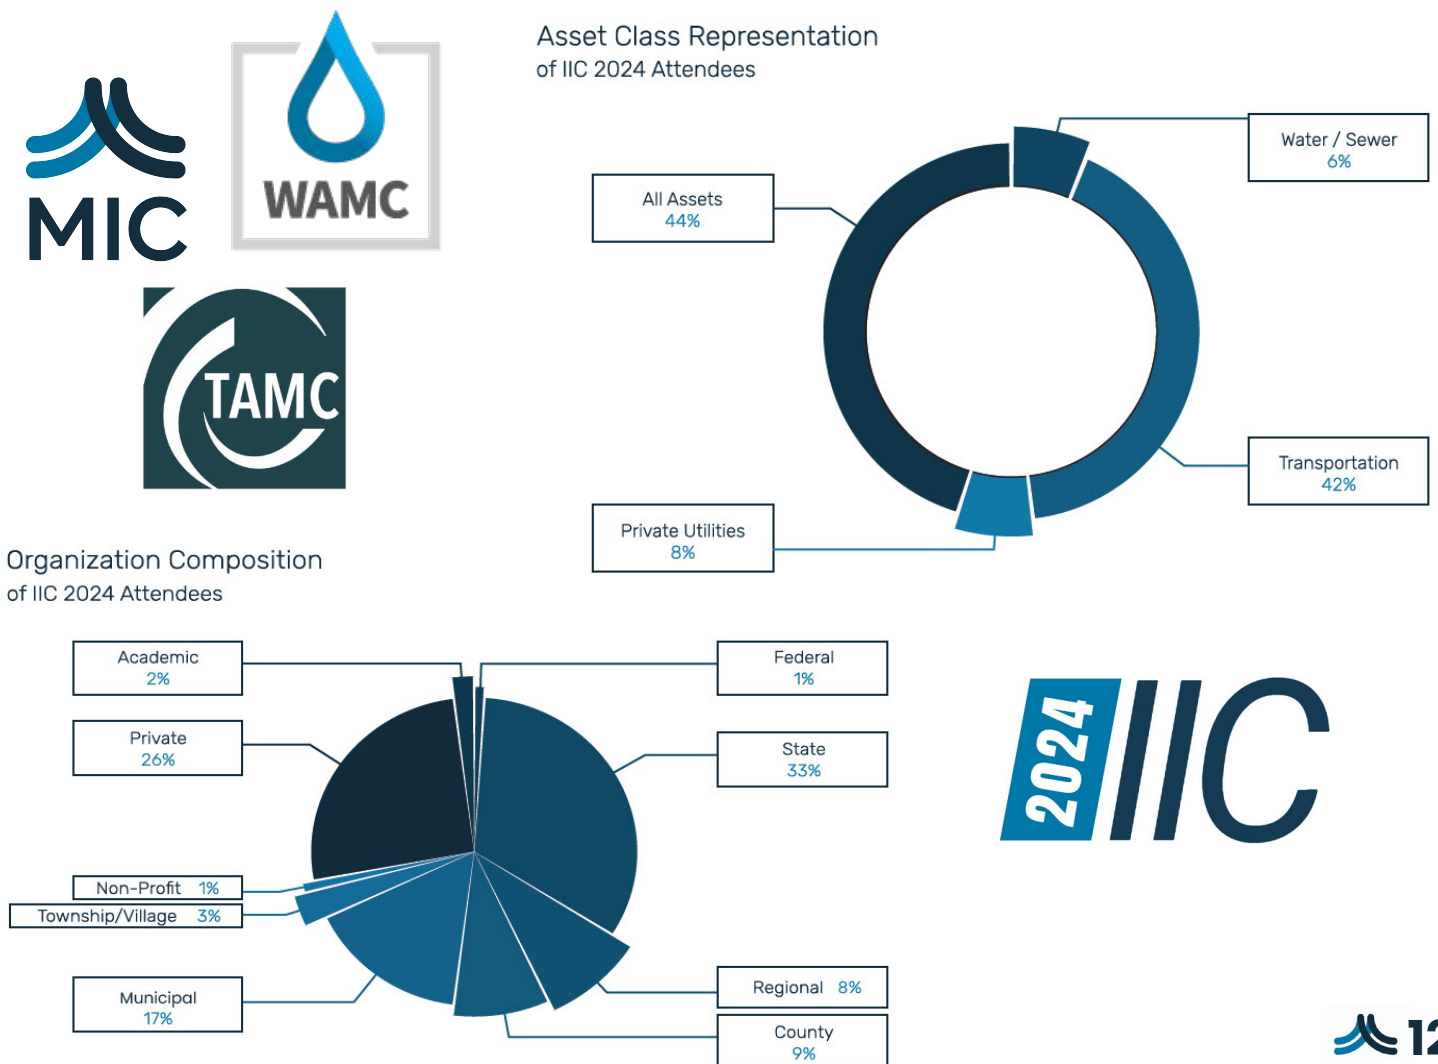 MIC
WAMC
TAMC
Asset Class Representation
of IIC 2024 Attendees
Water / Sewer
6%
All Assets
44%
Transportation
42%
Private Utilities
8%
Organization Composition
of IIC 2024 Attendees
Academic
2%
Federal
1%
Private
26%
State
33%
Non-Profit 1%
Township/Village 3%
Municipal
17%
Regional 8%
County
9%
2024 IIC